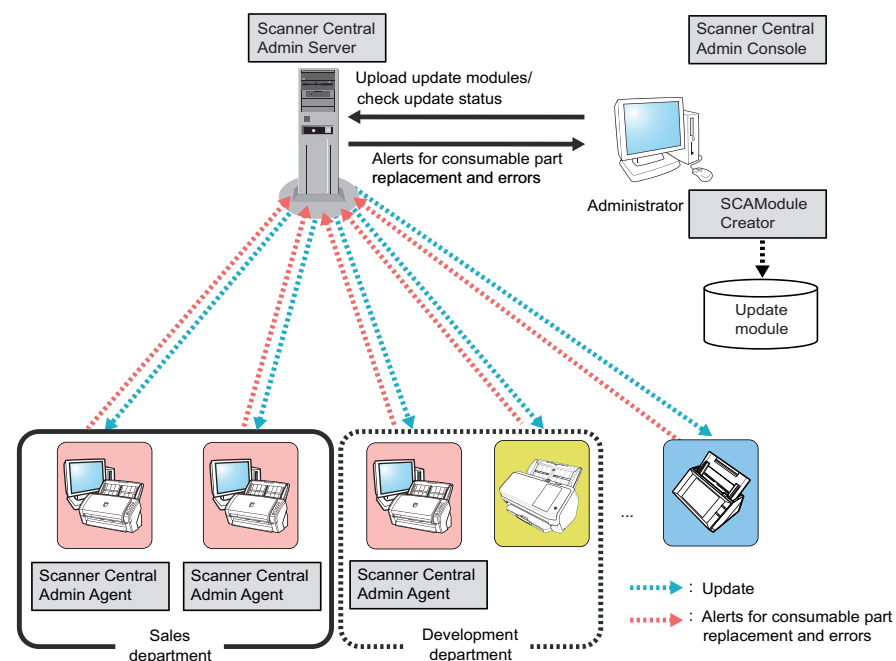 Scanner Central
Admin Server
Scanner Central
Admin Console
Upload update modules/
check update status
Alerts for consumable part
replacement and errors
Administrator
SCAModule
Creator
Update
module
...
Scanner Central
Admin Agent
Scanner Central
Admin Agent
Scanner Central
Admin Agent
Sales
department
Development
department
: Update
: Alerts for consumable part
replacement and errors